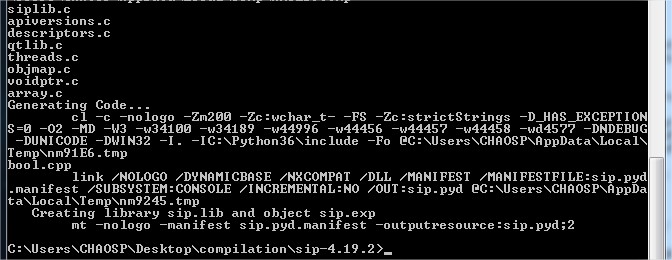 siplib.c
apiversions.c
descriptors.c
qtlib.c
threads.c
objmap.c
voidptr.c
array.c
Generating Code...
cl -c -nologo -Zm200 -Zc:wchar_t- -FS -Zc:strictStrings -D_HAS_EXCEPTION
S=0 -O2 -MD -W3 -w34100 -w34189 -w44996 -w44456 -w44457 -w44458 -wd4577 -DNDEBUG
-DUNICODE -DWIN32 -I. -IC:\Python36\include -Fo @C:\Users\CHAOSP\AppData\Local\
Temp\nm91E6.tmp
bool.cpp
link /NOLOGO /DYNAMICBASE /NXCOMPAT /DLL /MANIFEST /MANIFESTFILE:sip.pyd
.manifest /SUBSYSTEM:CONSOLE /INCREMENTAL:NO /OUT:sip.pyd @C:\Users\CHAOSP\AppDa
ta\Local\Temp\nm9245.tmp
Creating library sip.lib and object sip.exp
mt -nologo -manifest sip.pyd.manifest -outputresource:sip.pyd;2
C:\Users\CHAOSP\Desktop\compilation\sip-4.19.2>_